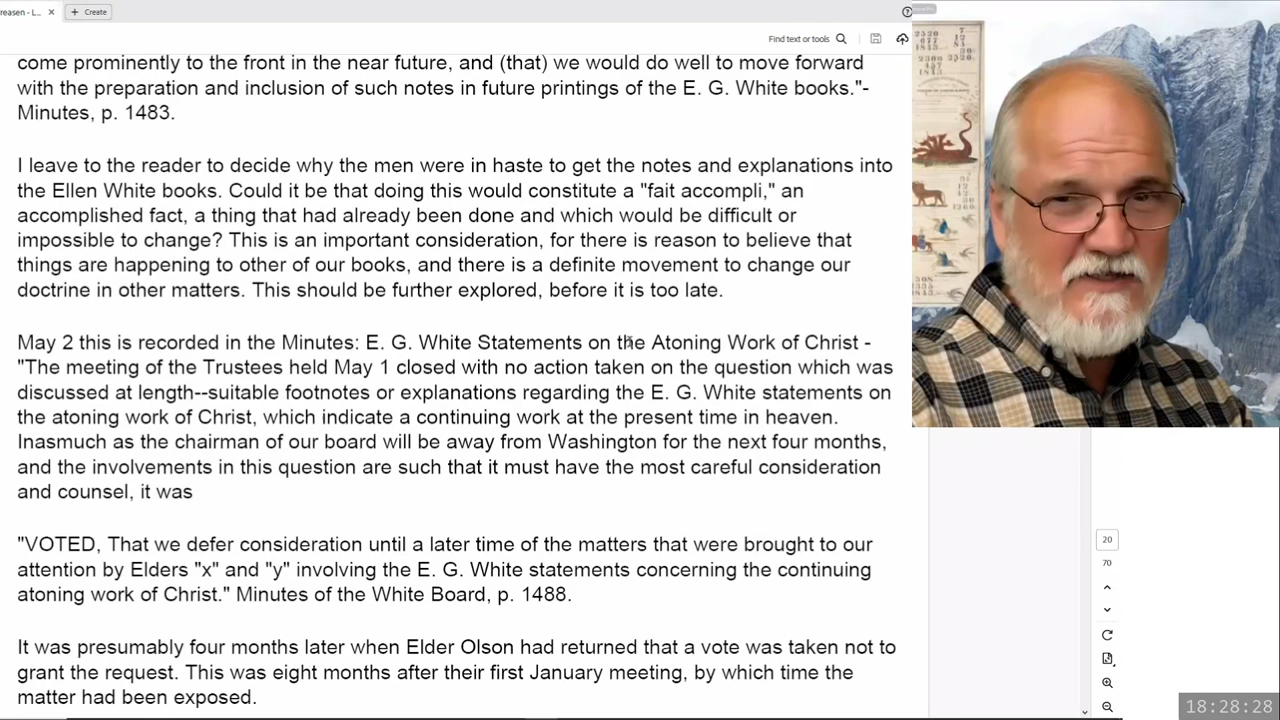 reasen - L...
Create
Find text or tools
come prominently to the front in the near future, and (that) we would do well to move forward
with the preparation and inclusion of such notes in future printings of the E. G. White books."-
Minutes, p. 1483.
I leave to the reader to decide why the men were in haste to get the notes and explanations into
the Ellen White books. Could it be that doing this would constitute a "fait accompli," an
accomplished fact, a thing that had already been done and which would be difficult or
impossible to change? This is an important consideration, for there is reason to believe that
things are happening to other of our books, and there is a definite movement to change our
doctrine in other matters. This should be further explored, before it is too late.
May 2 this is recorded in the Minutes: E. G. White Statements on the Atoning Work of Christ -
"The meeting of the Trustees held May 1 closed with no action taken on the question which was
discussed at length--suitable footnotes or explanations regarding the E. G. White statements on
the atoning work of Christ, which indicate a continuing work at the present time in heaven.
Inasmuch as the chairman of our board will be away from Washington for the next four months,
and the involvements in this question are such that it must have the most careful consideration
and counsel, it was
"VOTED, That we defer consideration until a later time of the matters that were brought to our
attention by Elders "x" and "y" involving the E. G. White statements concerning the continuing
atoning work of Christ." Minutes of the White Board, p. 1488.
It was presumably four months later when Elder Olson had returned that a vote was taken not to
grant the request. This was eight months after their first January meeting, by which time the
matter had been exposed.
2520
677
1843
20
70
18:28:28